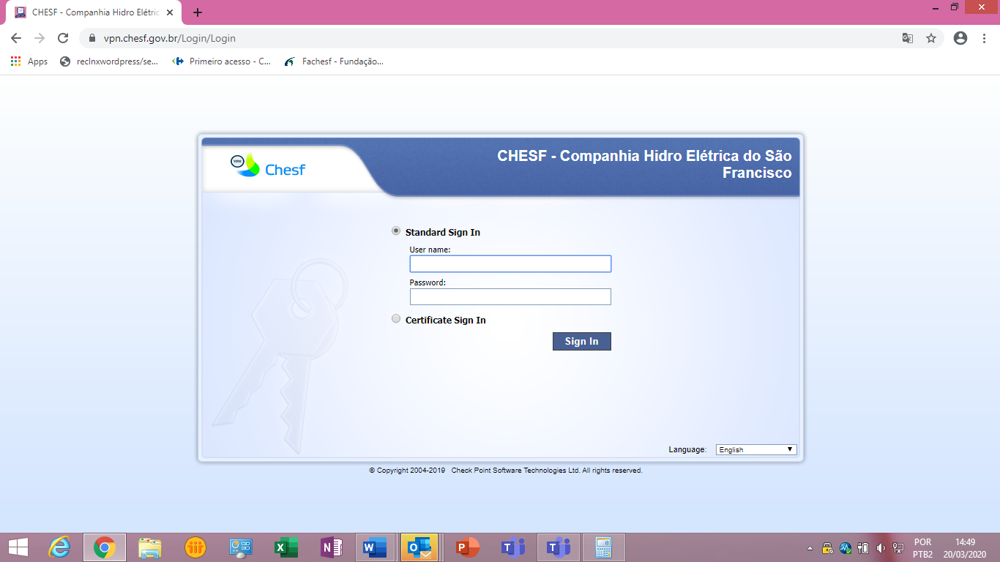 CHESF - Companhia Hidro Elétric
vpn.chesf.gov.br/Login/Login
Apps
reclnxwordpress/se...
Primeiro acesso - C...
Fachesf - Fundação...
VPN
Chesf
CHESF - Companhia Hidro Elétrica do São
Francisco
Standard Sign In
User name:
Password:
Certificate Sign In
Sign In
Language:
English
© Copyright 2004-2019 Check Point Software Technologies Ltd. All rights reserved.
POR
PTB2
14:49
20/03/2020